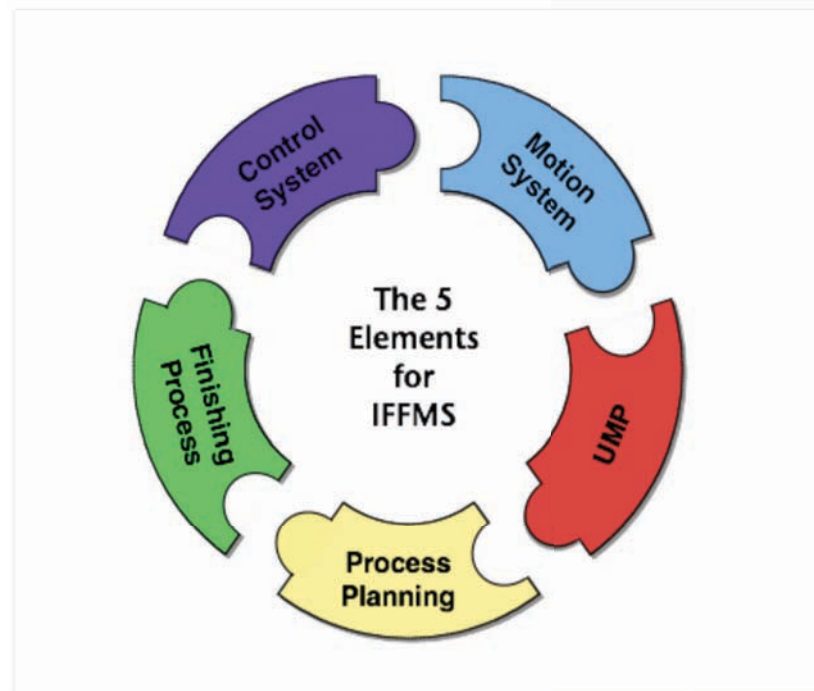 Control
System
Motion
System
The 5
Elements
for
IFFMS
Finishing
Process
UMP
Process
Planning